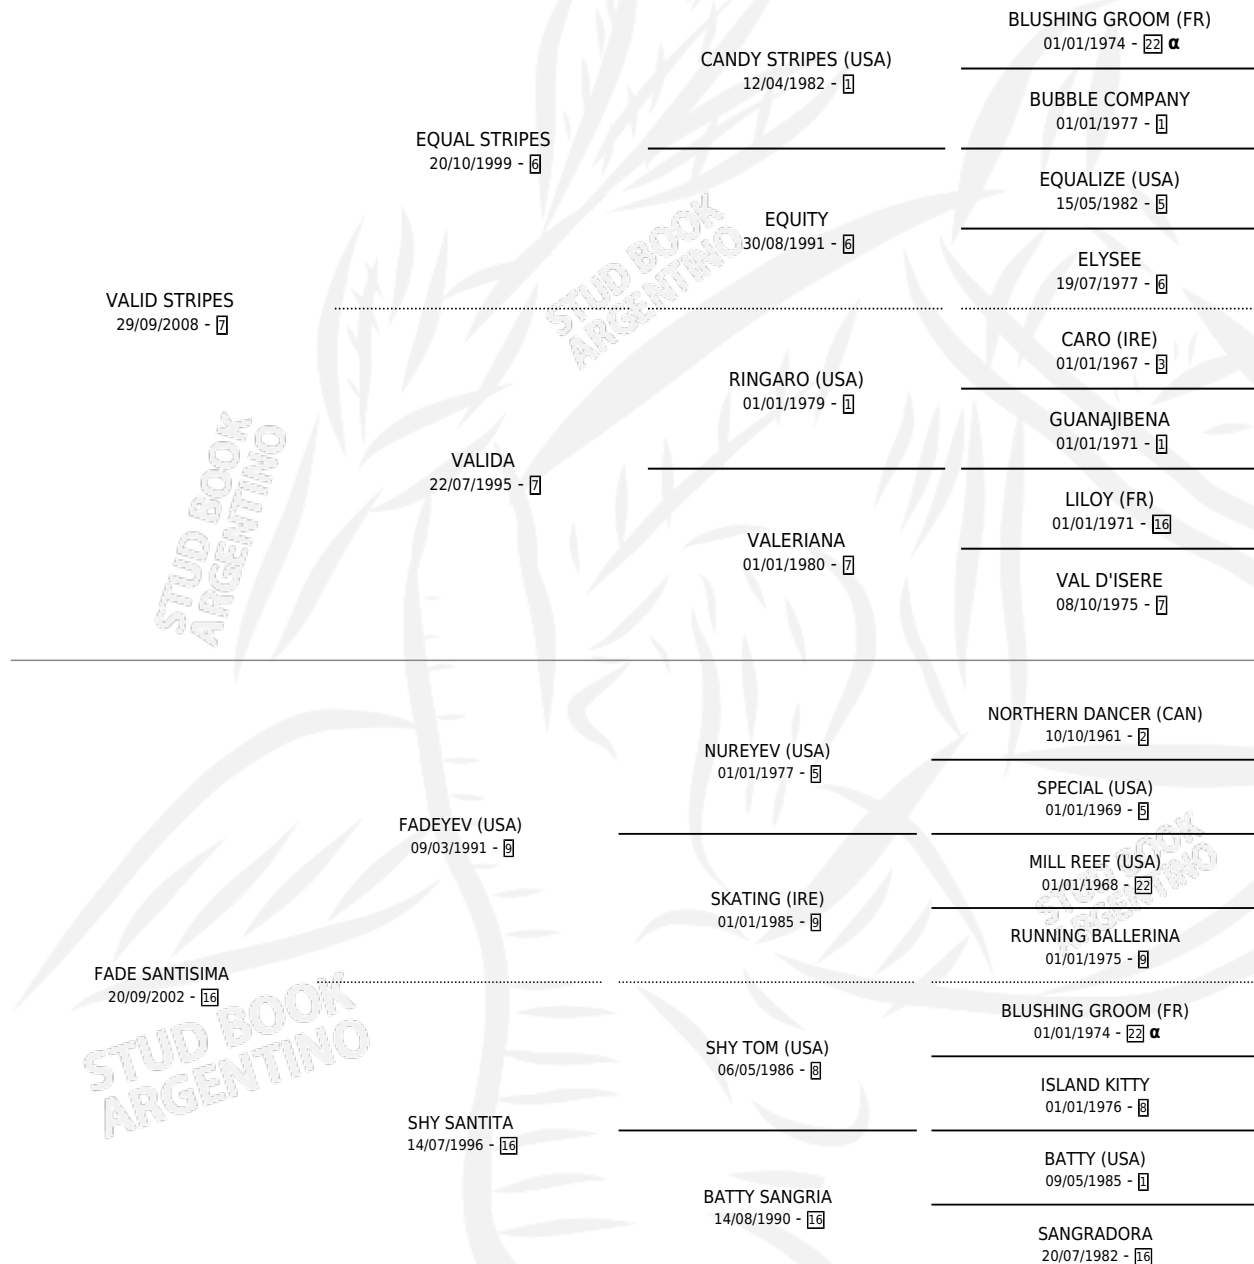 BLUSHING GROOM (FR)
01/01/1974 - 22 α
CANDY STRIPES (USA)
12/04/1982 - 1
BUBBLE COMPANY
01/01/1977 - 1
EQUAL STRIPES
20/10/1999 - 6
EQUALIZE (USA)
15/05/1982 - 5
EQUITY
30/08/1991 - 6
ELYSEE
19/07/1977 - 6
VALID STRIPES
29/09/2008 - 7
CARO (IRE)
01/01/1967 - 3
RINGARO (USA)
01/01/1979 - 1
GUANAJIBENA
01/01/1971 - 1
VALIDA
22/07/1995 - 7
LILOY (FR)
01/01/1971 - 16
VALERIANA
01/01/1980 - 7
VAL D'ISERE
08/10/1975 - 7
STUD BOOK
ARGENTINO
STUD BOOK
ARGENTINO
NORTHERN DANCER (CAN)
10/10/1961 - 2
NUREYEV (USA)
01/01/1977 - 5
SPECIAL (USA)
01/01/1969 - 5
FADEYEV (USA)
09/03/1991 - 9
MILL REEF (USA)
01/01/1968 - 22
SKATING (IRE)
01/01/1985 - 9
RUNNING BALLERINA
01/01/1975 - 9
FADE SANTISIMA
20/09/2002 - 16
BLUSHING GROOM (FR)
01/01/1974 - 22 α
SHY TOM (USA)
06/05/1986 - 8
ISLAND KITTY
01/01/1976 - 8
SHY SANTITA
14/07/1996 - 16
BATTY (USA)
09/05/1985 - 1
BATTY SANGRIA
14/08/1990 - 16
SANGRADORA
20/07/1982 - 16
STUD BOOK
ARGENTINO
STUD BOOK
ARGENTINO